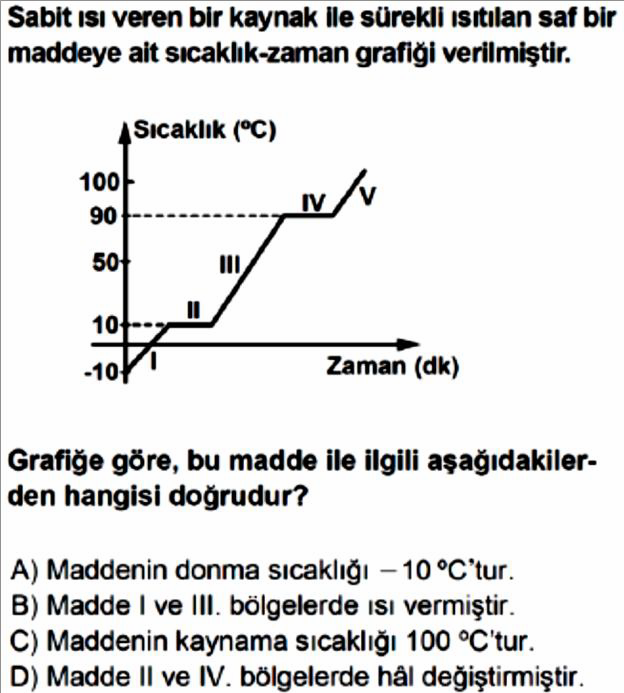 Sabit ısı veren bir kaynak ile sürekli ısıtılan saf bir
maddeye ait sıcaklık-zaman grafiği verilmiştir.
Sıcaklık (ºC)
100
90
50
10
-10
I
II
III
IV
V
Zaman (dk)
Grafiğe göre, bu madde ile ilgili aşağıdakiler-
den hangisi doğrudur?
A) Maddenin donma sıcaklığı – 10 ºC'tur.
B) Madde I ve III. bölgelerde ısı vermiştir.
C) Maddenin kaynama sıcaklığı 100 ºC'tur.
D) Madde II ve IV. bölgelerde hâl değiştirmiştir.